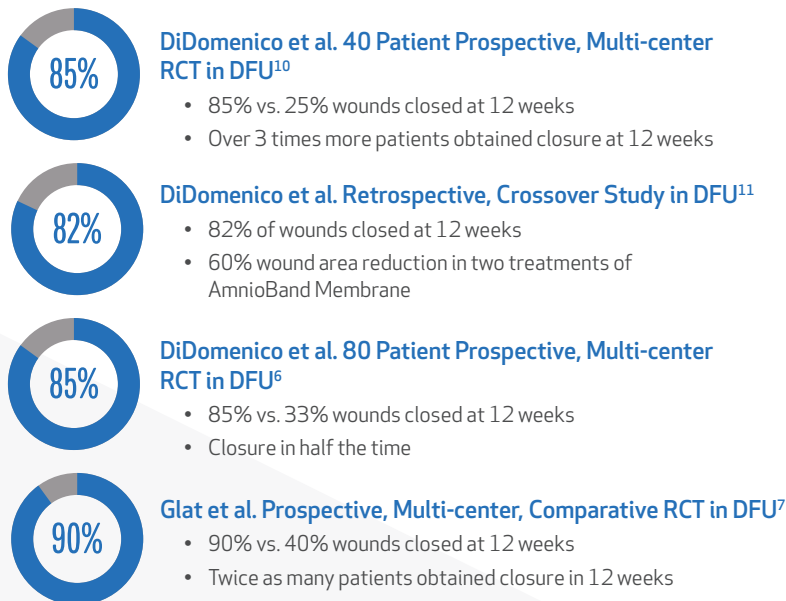 85%
DiDomenico et al. 40 Patient Prospective, Multi-center
RCT in DFU¹⁰
• 85% vs. 25% wounds closed at 12 weeks
• Over 3 times more patients obtained closure at 12 weeks
82%
DiDomenico et al. Retrospective, Crossover Study in DFU¹¹
• 82% of wounds closed at 12 weeks
• 60% wound area reduction in two treatments of
AmnioBand Membrane
85%
DiDomenico et al. 80 Patient Prospective, Multi-center
RCT in DFU⁶
• 85% vs. 33% wounds closed at 12 weeks
• Closure in half the time
90%
Glat et al. Prospective, Multi-center, Comparative RCT in DFU⁷
• 90% vs. 40% wounds closed at 12 weeks
• Twice as many patients obtained closure in 12 weeks